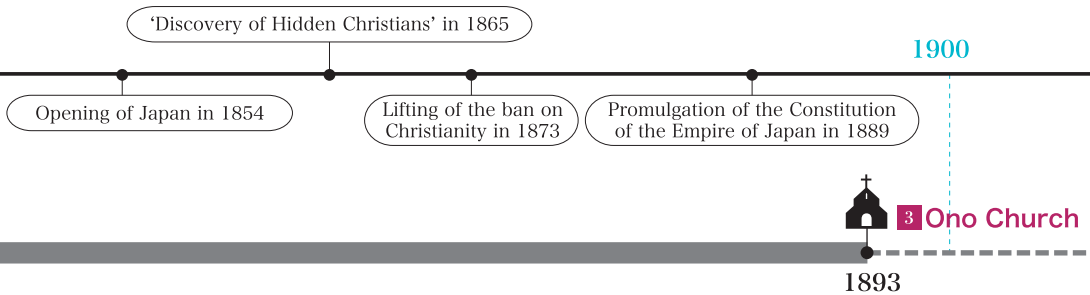 ‘Discovery of Hidden Christians’ in 1865
1900
Opening of Japan in 1854
Lifting of the ban on
Christianity in 1873
Promulgation of the Constitution
of the Empire of Japan in 1889
3 Ono Church
1893